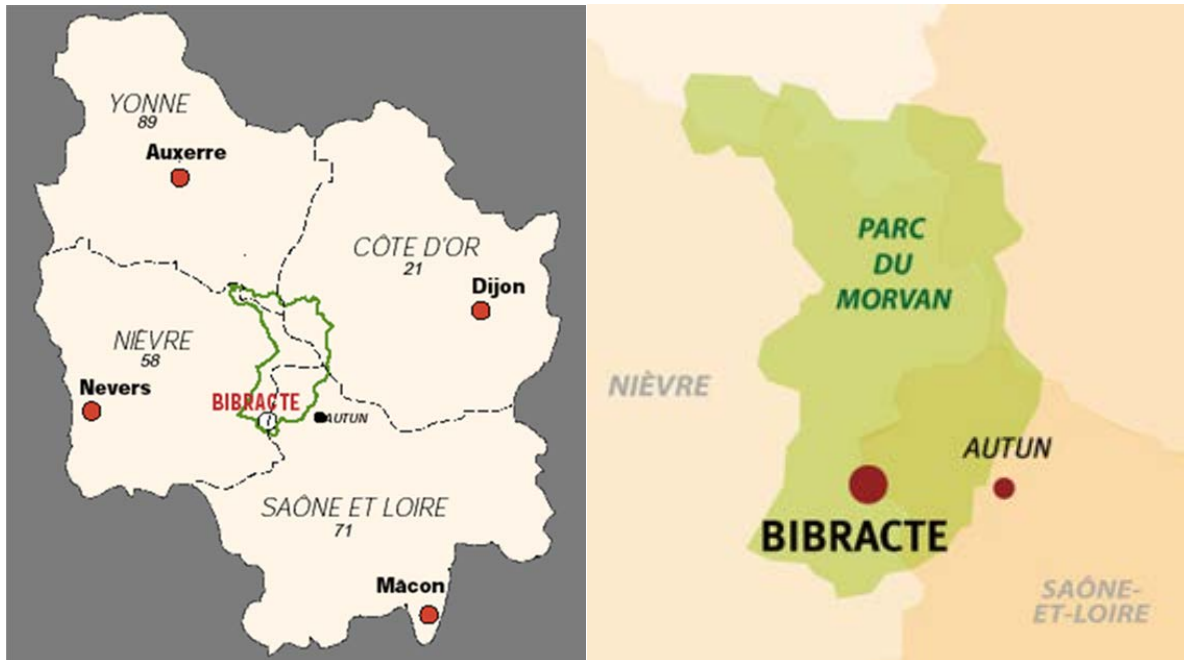 YONNE
89
Auxerre
CÔTE D'OR
21
Dijon
NIÈVRE
58
Nevers
BIBRACTE
i
AUTUN
SAÔNE ET LOIRE
71
Mâcon
PARC
DU
MORVAN
NIÈVRE
AUTUN
BIBRACTE
SAÔNE-
ET-LOIRE